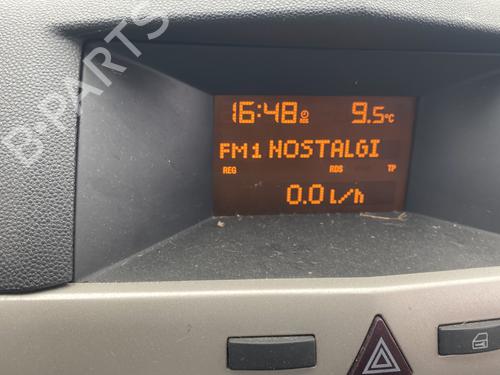 B-PARTS
16:48 9.5°C
FM1 NOSTALGI
REG RDS TP
0.0 L/h